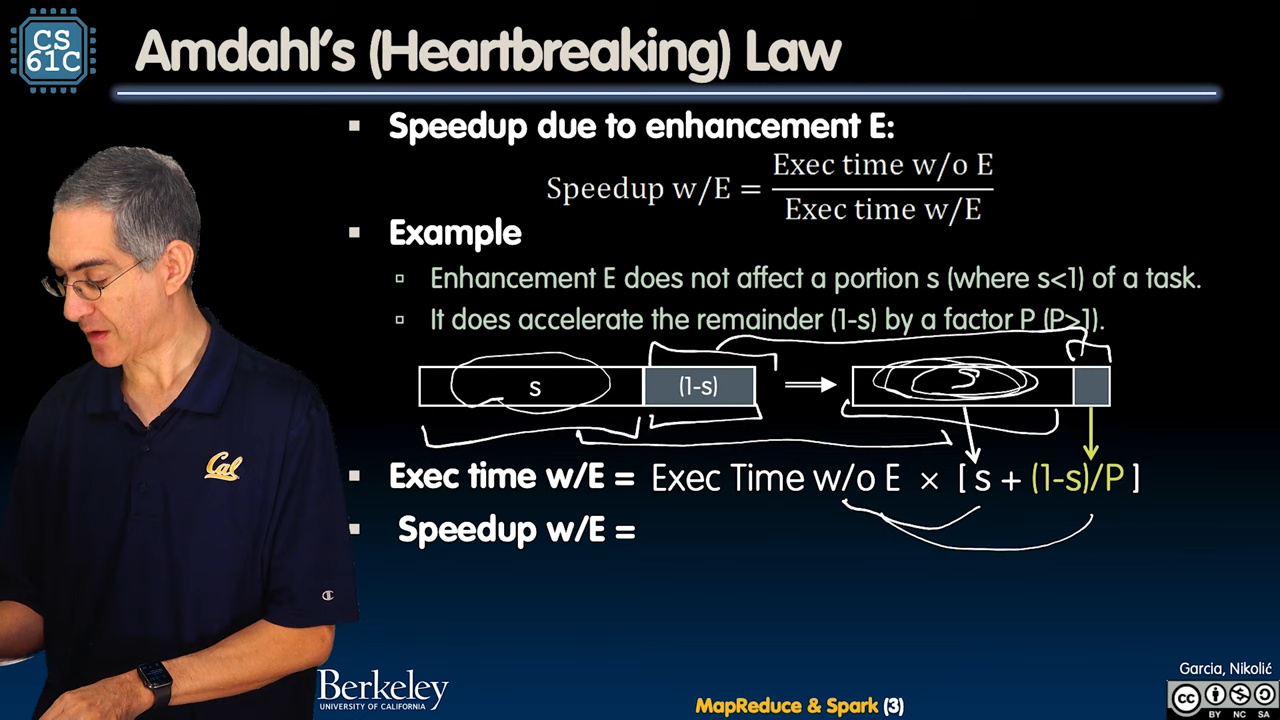 CS
61C
Amdahl's (Heartbreaking) Law
Speedup due to enhancement E:
Speedup w/E = Exec time w/o E
Exec time w/E
Example
Enhancement E does not affect a portion s (where s<1) of a task.
It does accelerate the remainder (1-s) by a factor P (P>1).
s (1-s) ⇒ s
Exec time w/E = Exec Time w/o E × [ s + (1-s)/P ]
Speedup w/E =
Cal
Berkeley
UNIVERSITY OF CALIFORNIA
MapReduce & Spark (3)
Garcia, Nikolić
cc
BY NC SA